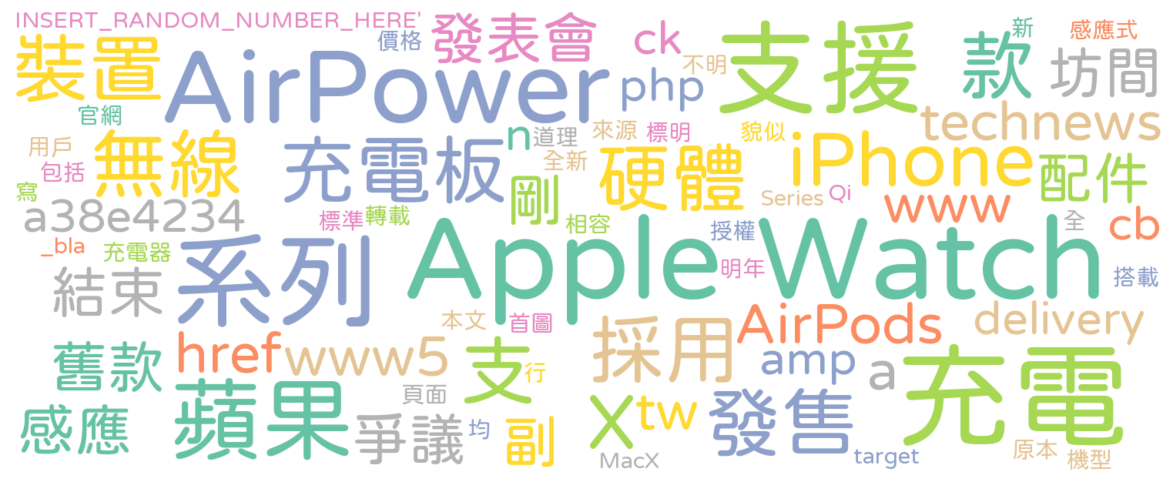 INSERT_RANDOM_NUMBER_HERE'
價格
發表會
ck
支援
款
新
感應式
裝置
AirPower
php
不明
坊間
官網
technews
用戶
無線
充電板
n
道理
來源
標明
貌似
iPhone
配件
包括
全新
硬體
寫
剛
Series
Qi
www
a38e4234
標準
轉載
相容
授權
全
cb
_bla
充電器
系列
Apple Watch
明年
搭載
結束
本文
首圖
採用
AirPods
delivery
舊款
href
www5
支
行
amp
a
充電
感應
蘋果
爭議
頁面
均
副
X
tw
發售
MacX
target
原本
機型